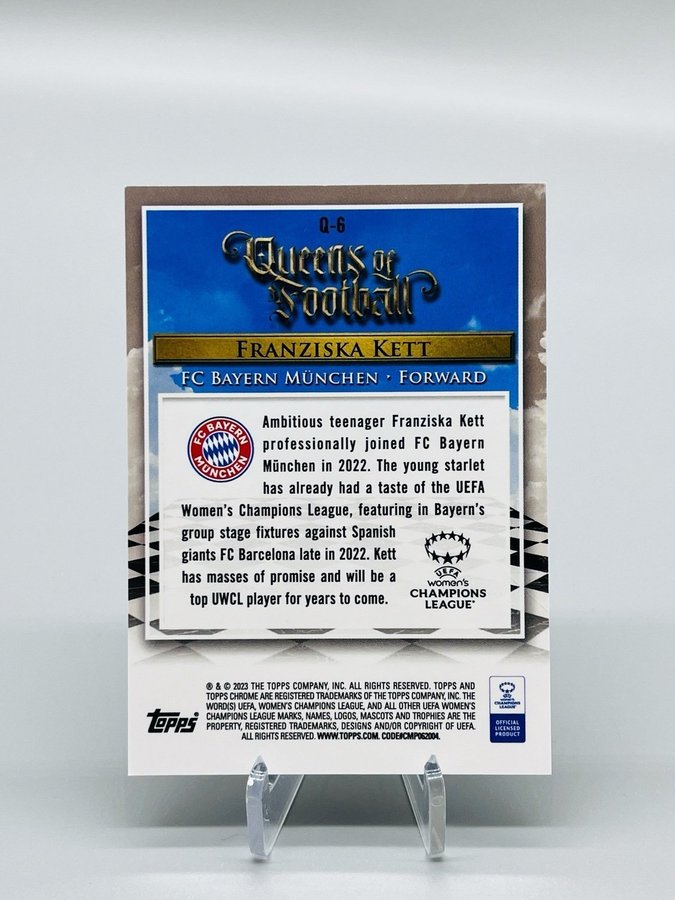 Q-6
Queens of
Football
FRANZISKA KETT
FC BAYERN MÜNCHEN · FORWARD
FC BAYERN
MÜNCHEN
Ambitious teenager Franziska Kett
professionally joined FC Bayern
München in 2022. The young starlet
has already had a taste of the UEFA
Women's Champions League, featuring in Bayern's
group stage fixtures against Spanish
giants FC Barcelona late in 2022. Kett
has masses of promise and will be a
top UWCL player for years to come.
UEFA
WOMEN'S
CHAMPIONS
LEAGUE
® & © 2023 THE TOPPS COMPANY, INC. ALL RIGHTS RESERVED. TOPPS AND
TOPPS CHROME ARE REGISTERED TRADEMARKS OF THE TOPPS COMPANY, INC. THE
WORD(S) UEFA, WOMEN'S CHAMPIONS LEAGUE, AND ALL OTHER UEFA WOMEN'S
CHAMPIONS LEAGUE MARKS, NAMES, LOGOS, MASCOTS AND TROPHIES ARE THE
PROPERTY, REGISTERED TRADEMARKS, DESIGNS AND/OR COPYRIGHT OF UEFA.
ALL RIGHTS RESERVED. WWW.TOPPS.COM. CODE#CMP062004.
TOPPS
WOMEN'S
CHAMPIONS
LEAGUE
OFFICIAL
LICENSED
PRODUCT